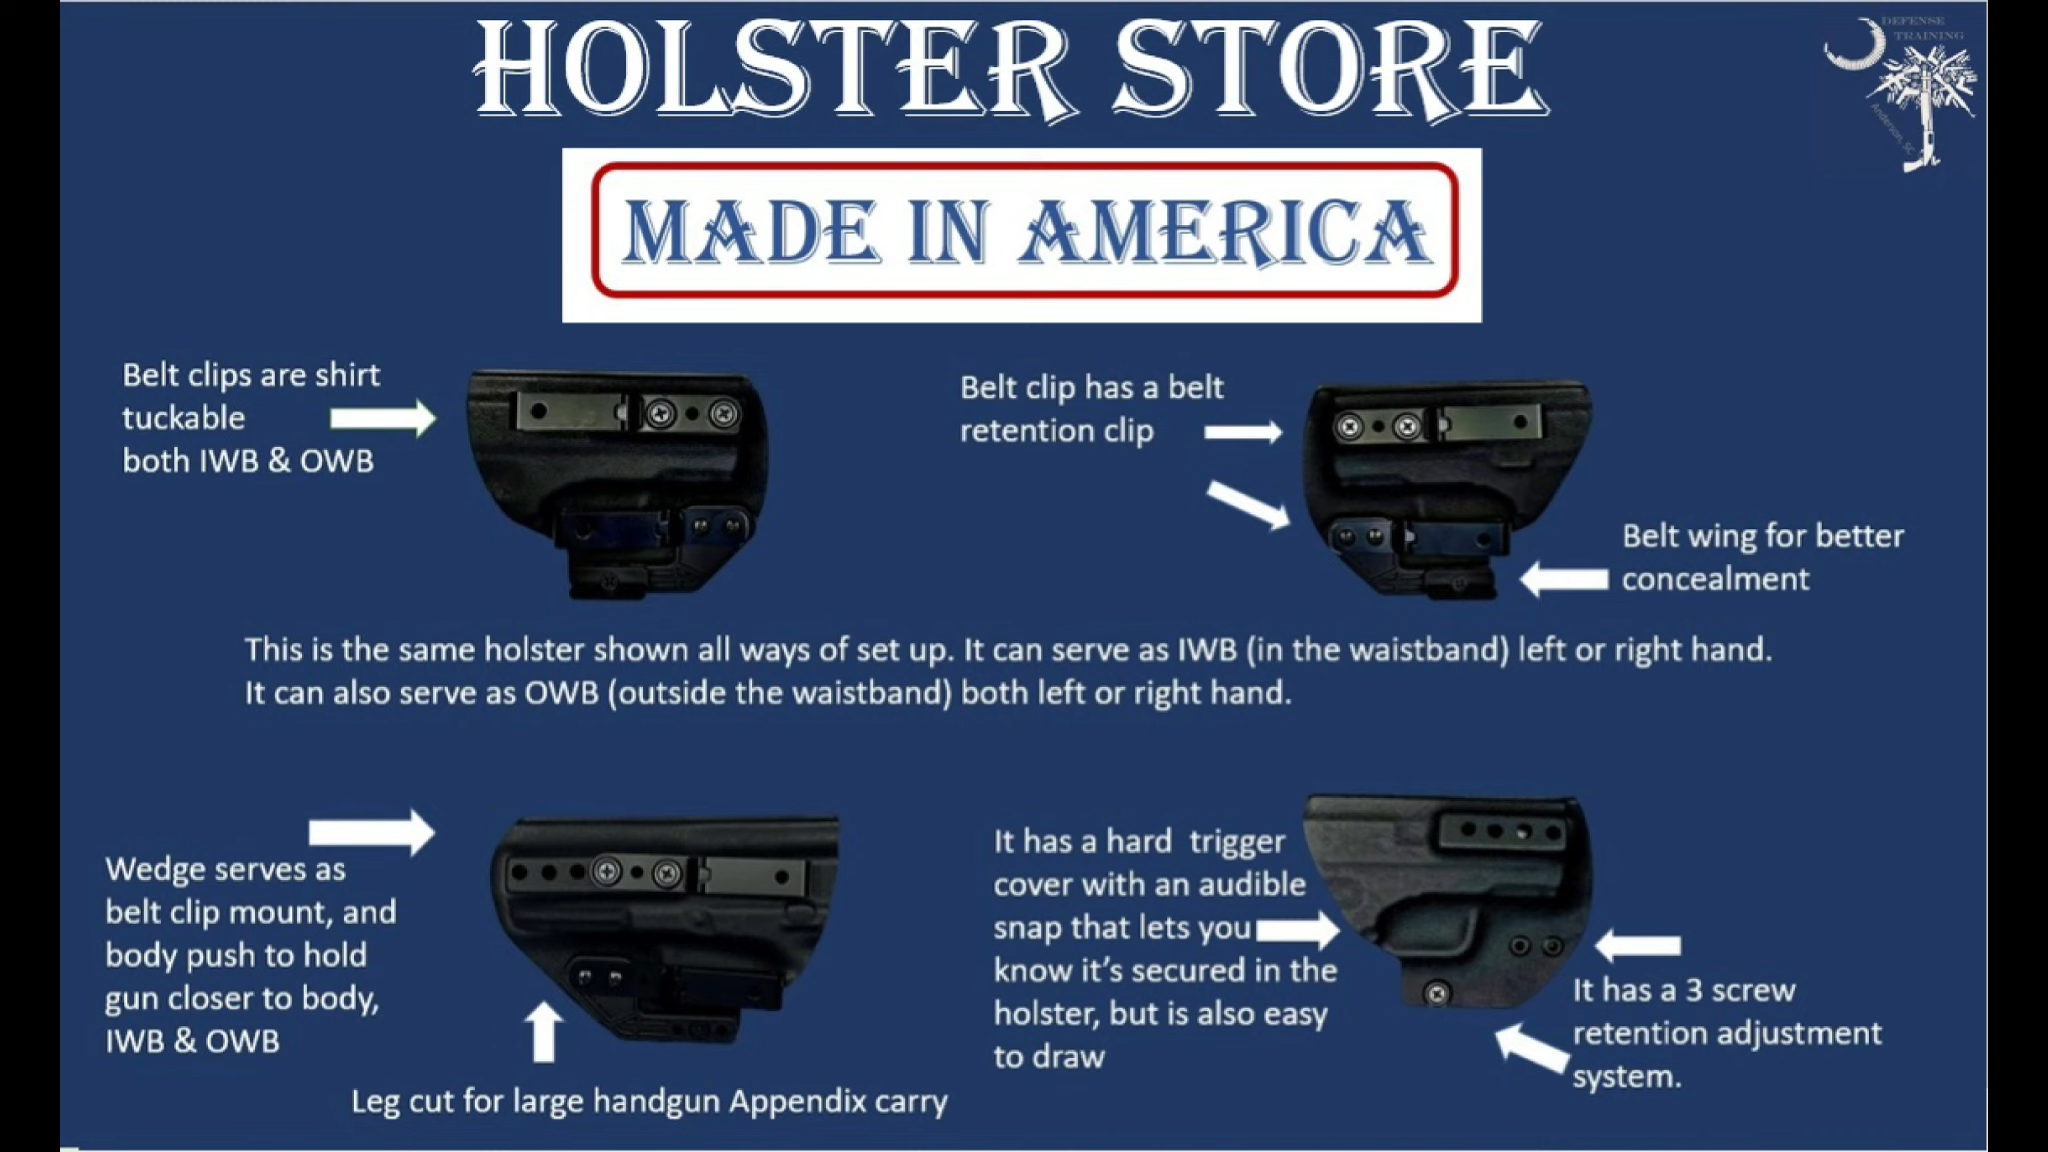 HOLSTER STORE
DEFENSE
TRAINING
Anderson, SC
MADE IN AMERICA
Belt clips are shirt
tuckable
both IWB & OWB
Belt clip has a belt
retention clip
Belt wing for better
concealment
This is the same holster shown all ways of set up. It can serve as IWB (in the waistband) left or right hand.
It can also serve as OWB (outside the waistband) both left or right hand.
Wedge serves as
belt clip mount, and
body push to hold
gun closer to body,
IWB & OWB
Leg cut for large handgun Appendix carry
It has a hard trigger
cover with an audible
snap that lets you
know it's secured in the
holster, but is also easy
to draw
It has a 3 screw
retention adjustment
system.